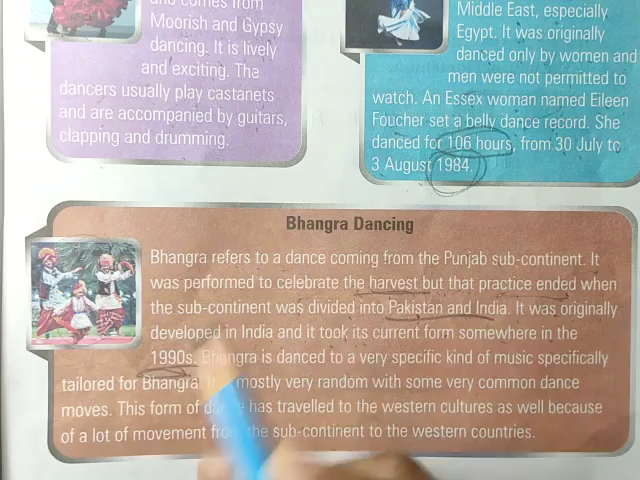 and comes from
Moorish and Gypsy
dancing. It is lively
and exciting. The
dancers usually play castanets
and are accompanied by guitars,
clapping and drumming.
Middle East, especially
Egypt. It was originally
danced only by women and
men were not permitted to
watch. An Essex woman named Eileen
Foucher set a belly dance record. She
danced for 106 hours, from 30 July to
3 August 1984.
Bhangra Dancing
Bhangra refers to a dance coming from the Punjab sub-continent. It
was performed to celebrate the harvest but that practice ended when
the sub-continent was divided into Pakistan and India. It was originally
developed in India and it took its current form somewhere in the
1990s. Bhangra is danced to a very specific kind of music specifically
tailored for Bhangra. It mostly very random with some very common dance
moves. This form of dance has travelled to the western cultures as well because
of a lot of movement from the sub-continent to the western countries.